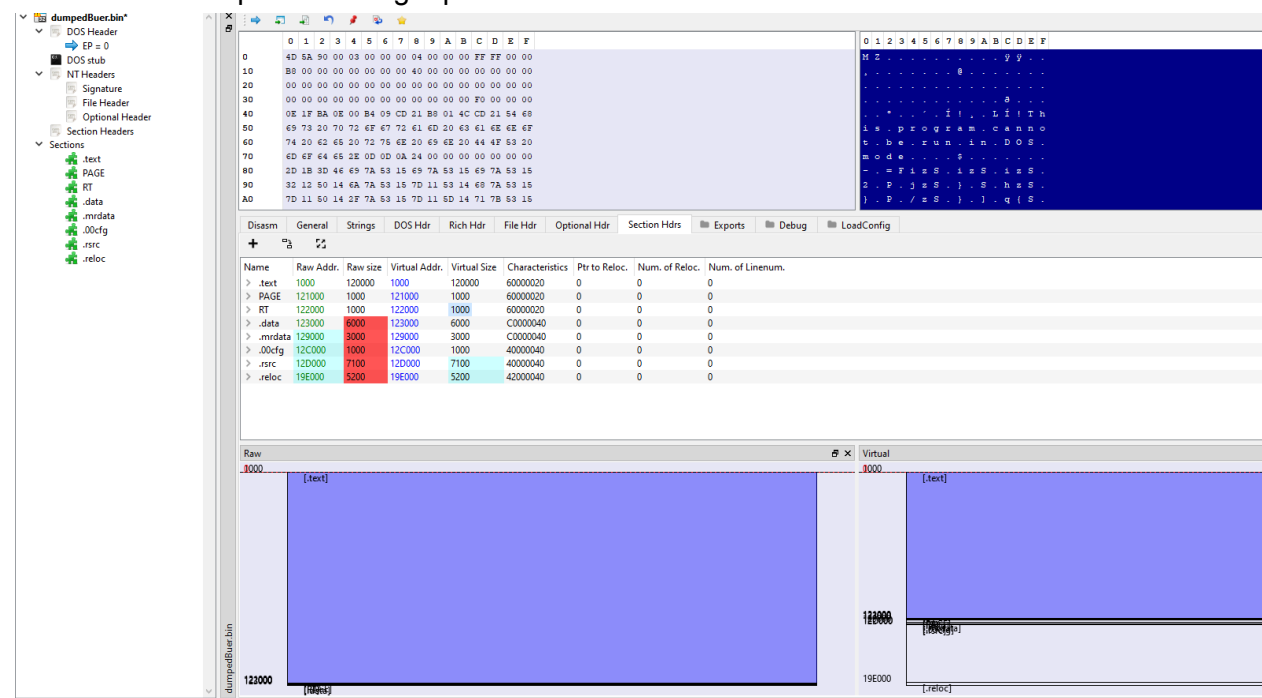 dumpedBuer.bin*
DOS Header
EP = 0
DOS stub
NT Headers
Signature
File Header
Optional Header
Section Headers
Sections
.text
PAGE
RT
.data
.mrdata
.00cfg
.rsrc
.reloc
dumpedBuer.bin
0 1 2 3 4 5 6 7 8 9 A B C D E F
0 4D 5A 90 00 03 00 00 00 04 00 00 00 FF FF 00 00
10 B8 00 00 00 00 00 00 00 40 00 00 00 00 00 00 00
20 00 00 00 00 00 00 00 00 00 00 00 00 00 00 00 00
30 00 00 00 00 00 00 00 00 00 00 00 00 F0 00 00 00
40 0E 1F BA 0E 00 B4 09 CD 21 B8 01 4C CD 21 54 68
50 69 73 20 70 72 6F 67 72 61 6D 20 63 61 6E 6E 6F
60 74 20 62 65 20 72 75 6E 20 69 6E 20 44 4F 53 20
70 6D 6F 64 65 2E 0D 0D 0A 24 00 00 00 00 00 00 00
80 2D 1B 3D 46 69 7A 53 15 69 7A 53 15 69 7A 53 15
90 32 12 50 14 6A 7A 53 15 7D 11 53 14 68 7A 53 15
A0 7D 11 50 14 2F 7A 53 15 7D 11 5D 14 71 7B 53 15
0 1 2 3 4 5 6 7 8 9 A B C D E F
M Z . . . . . . . . . . ÿ ÿ . .
¸ . . . . . . . @ . . . . . . .
. . . . . . . . . . . . . . . .
. . . . . . . . . . . . ð . . .
. . º . . ´ . Í ! ¸ . L Í ! T h
i s . p r o g r a m . c a n n o
t . b e . r u n . i n . D O S .
m o d e . . . . $ . . . . . . .
- . = F i z S . i z S . i z S .
2 . P . j z S . } . S . h z S .
} . P . / z S . } . ] . q { S .
Disasm General Strings DOS Hdr Rich Hdr File Hdr Optional Hdr Section Hdrs Exports Debug LoadConfig
Name Raw Addr. Raw size Virtual Addr. Virtual Size Characteristics Ptr to Reloc. Num. of Reloc. Num. of Linenum.
.text 1000 120000 1000 120000 60000020 0 0 0
PAGE 121000 1000 121000 1000 60000020 0 0 0
RT 122000 1000 122000 1000 60000020 0 0 0
.data 123000 6000 123000 6000 C0000040 0 0 0
.mrdata 129000 3000 129000 3000 C0000040 0 0 0
.00cfg 12C000 1000 12C000 1000 40000040 0 0 0
.rsrc 12D000 7100 12D000 7100 40000040 0 0 0
.reloc 19E000 5200 19E000 5200 42000040 0 0 0
Raw
[.text]
123000
Virtual
[.text]
19E000
[.reloc]